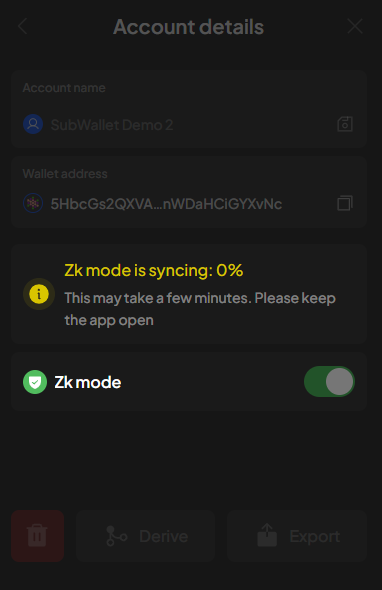 Account details
Account name
SubWallet Demo 2
Wallet address
5HbcGs2QXVA...nWDaHCiGYXvNc
Zk mode is syncing: 0%
This may take a few minutes. Please keep
the app open
Zk mode
Derive
Export